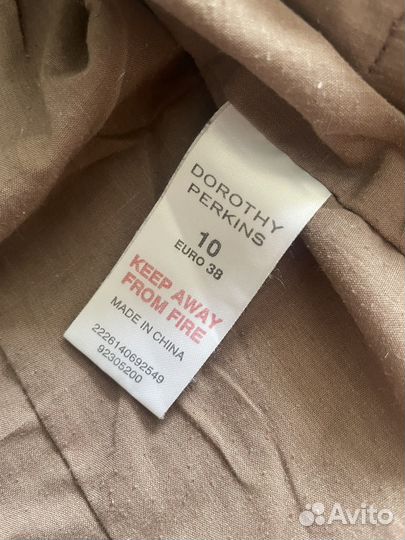 DOROTHY
PERKINS
10
EURO 38
KEEP AWAY
FROM FIRE
MADE IN CHINA
2226140692549
92305200
Avito